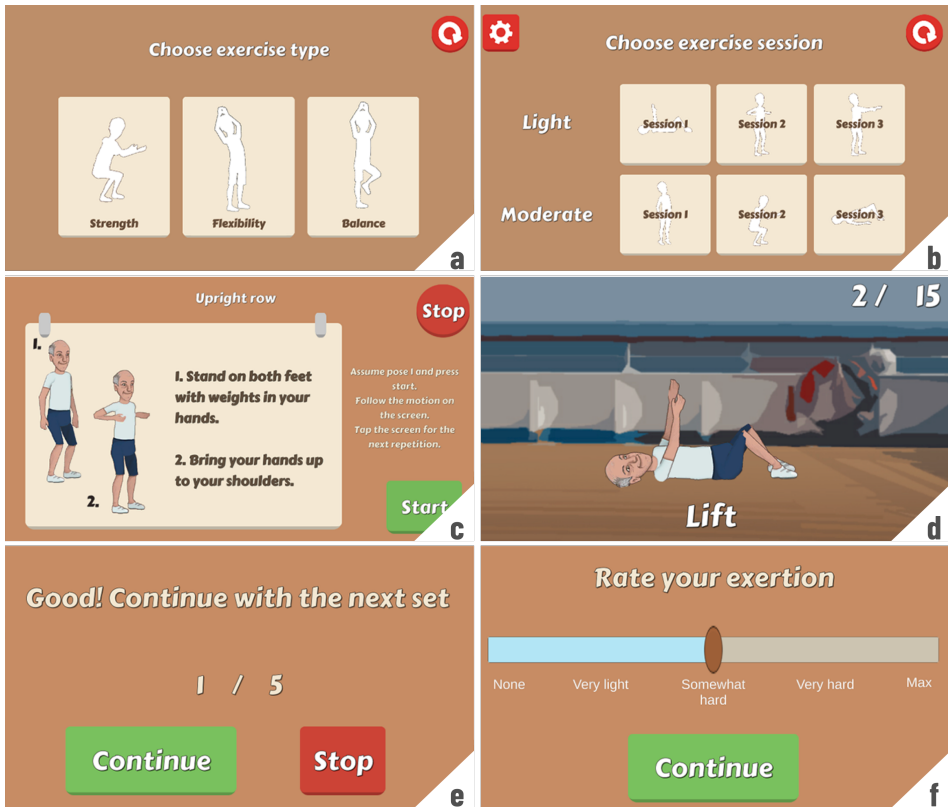 Choose exercise type
Strength
Flexibility
Balance
a
Choose exercise session
Light
Session 1
Session 2
Session 3
Moderate
Session 1
Session 2
Session 3
b
Upright row
Stop
1.
2.
1. Stand on both feet
with weights in your
hands.
2. Bring your hands up
to your shoulders.
Assume pose 1 and press
start.
Follow the motion on
the screen.
Tap the screen for the
next repetition.
Start
c
2 / 15
Lift
d
Good! Continue with the next set
1 / 5
Continue
Stop
e
Rate your exertion
None
Very light
Somewhat
hard
Very hard
Max
Continue
f